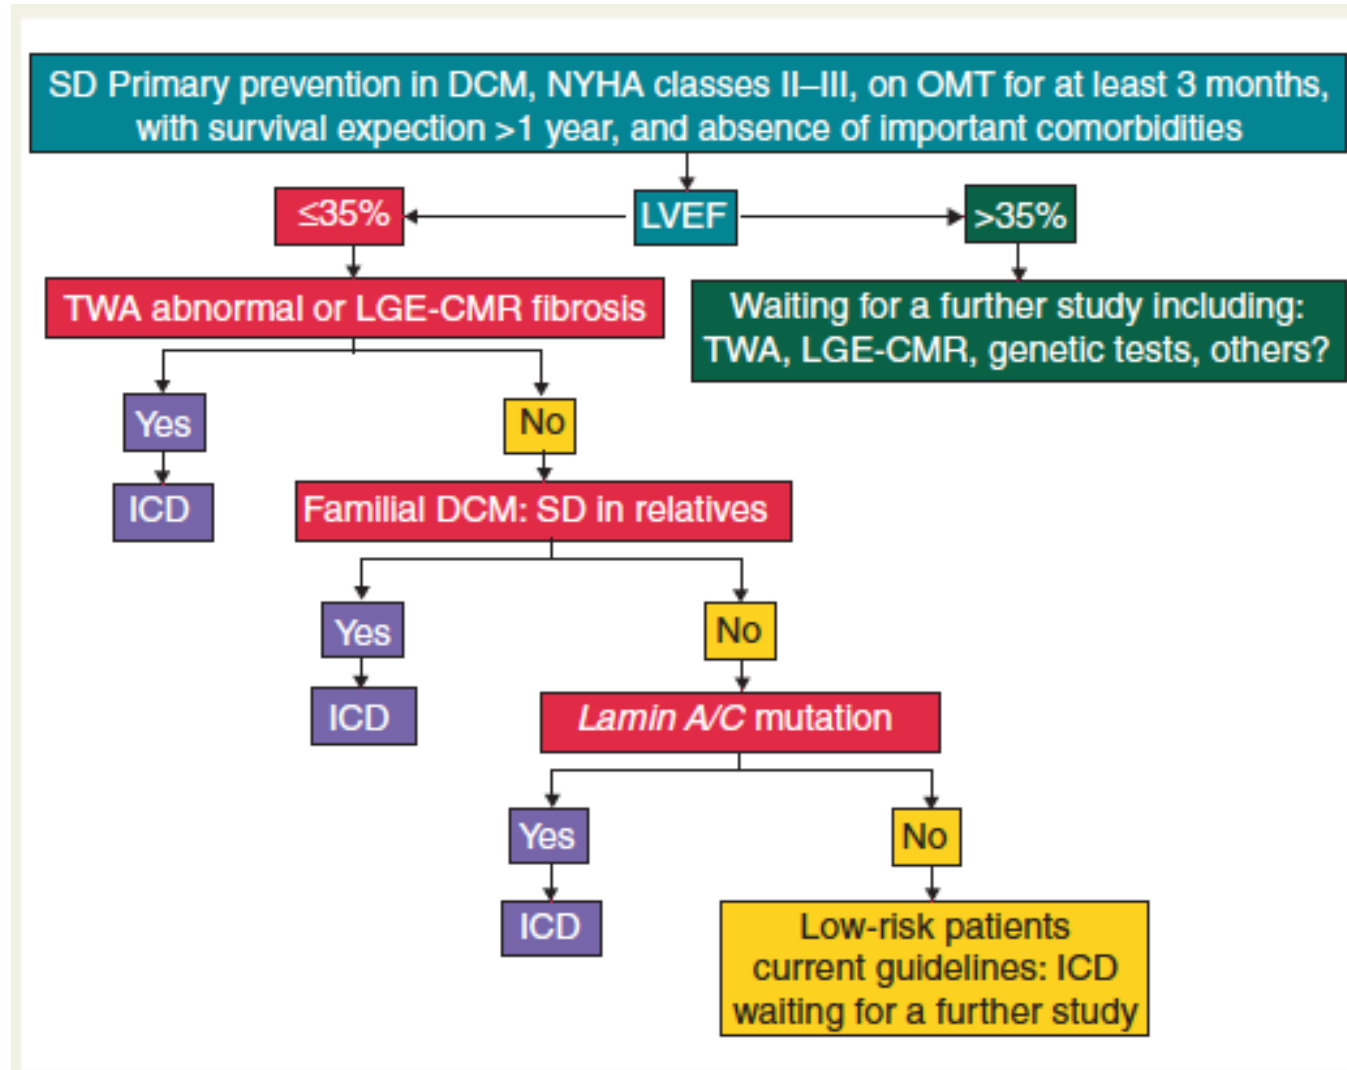 SD Primary prevention in DCM, NYHA classes II–III, on OMT for at least 3 months,
with survival expection >1 year, and absence of important comorbidities
≤35%
LVEF
>35%
TWA abnormal or LGE-CMR fibrosis
Waiting for a further study including:
TWA, LGE-CMR, genetic tests, others?
Yes
No
ICD
Familial DCM: SD in relatives
Yes
No
ICD
Lamin A/C mutation
Yes
No
ICD
Low-risk patients
current guidelines: ICD
waiting for a further study